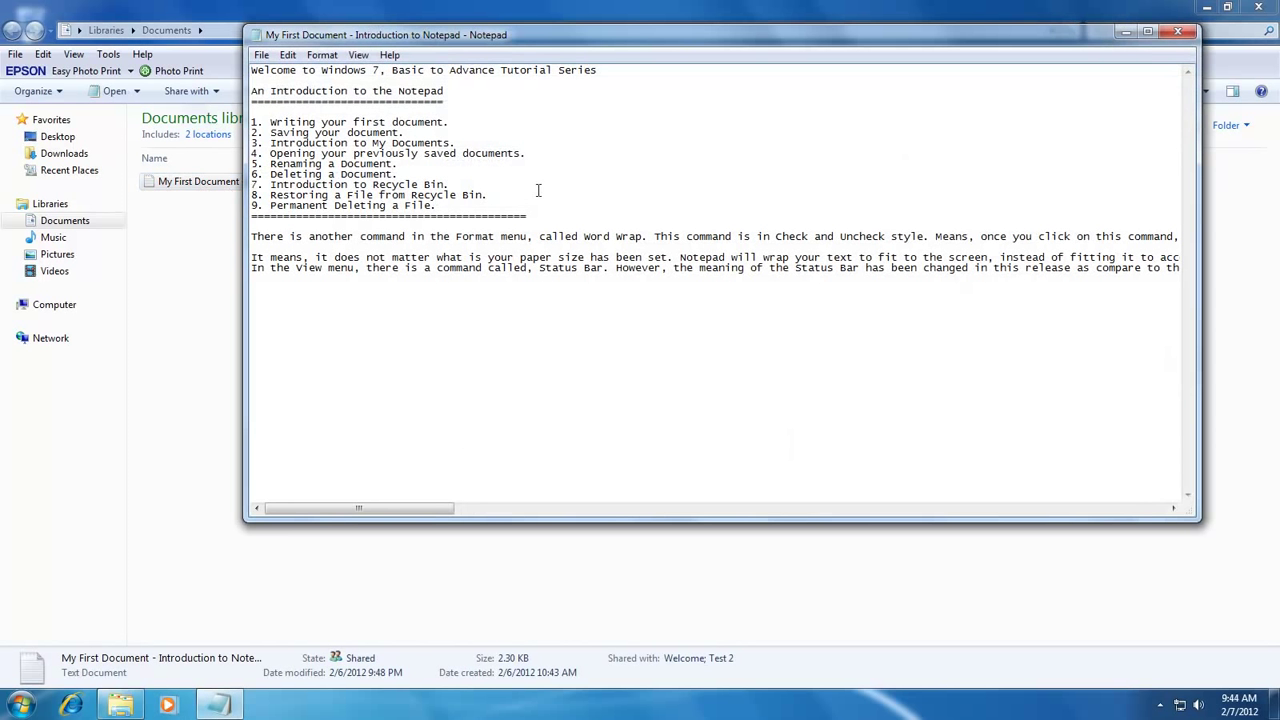 Libraries
Documents
File Edit View Tools Help
EPSON Easy Photo Print Photo Print
Organize Open Share with
Favorites
Desktop
Downloads
Recent Places
Libraries
Documents
Music
Pictures
Videos
Computer
Network
Documents libr
Includes: 2 locations
Name
My First Document
Folder
My First Document - Introduction to Notepad - Notepad
File Edit Format View Help
Welcome to Windows 7, Basic to Advance Tutorial Series
An Introduction to the Notepad
==============================
1. Writing your first document.
2. Saving your document.
3. Introduction to My Documents.
4. Opening your previously saved documents.
5. Renaming a Document.
6. Deleting a Document.
7. Introduction to Recycle Bin.
8. Restoring a File from Recycle Bin.
9. Permanent Deleting a File.
===========================================
There is another command in the Format menu, called Word Wrap. This command is in Check and Uncheck style. Means, once you click on this command,
It means, it does not matter what is your paper size has been set. Notepad will wrap your text to fit to the screen, instead of fitting it to acc
In the View menu, there is a command called, Status Bar. However, the meaning of the Status Bar has been changed in this release as compare to th
My First Document - Introduction to Note... State: Shared Size: 2.30 KB Shared with: Welcome; Test 2
Text Document Date modified: 2/6/2012 9:48 PM Date created: 2/6/2012 10:43 AM
9:44 AM
2/7/2012